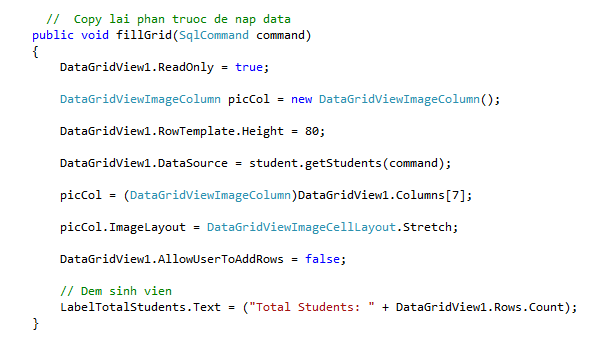 //  Copy lai phan truoc de nap data
public void fillGrid(SqlCommand command)
{
DataGridView1.ReadOnly = true;
DataGridViewImageColumn picCol = new DataGridViewImageColumn();
DataGridView1.RowTemplate.Height = 80;
DataGridView1.DataSource = student.getStudents(command);
picCol = (DataGridViewImageColumn)DataGridView1.Columns[7];
picCol.ImageLayout = DataGridViewImageCellLayout.Stretch;
DataGridView1.AllowUserToAddRows = false;
// Dem sinh vien
LabelTotalStudents.Text = ("Total Students: " + DataGridView1.Rows.Count);
}